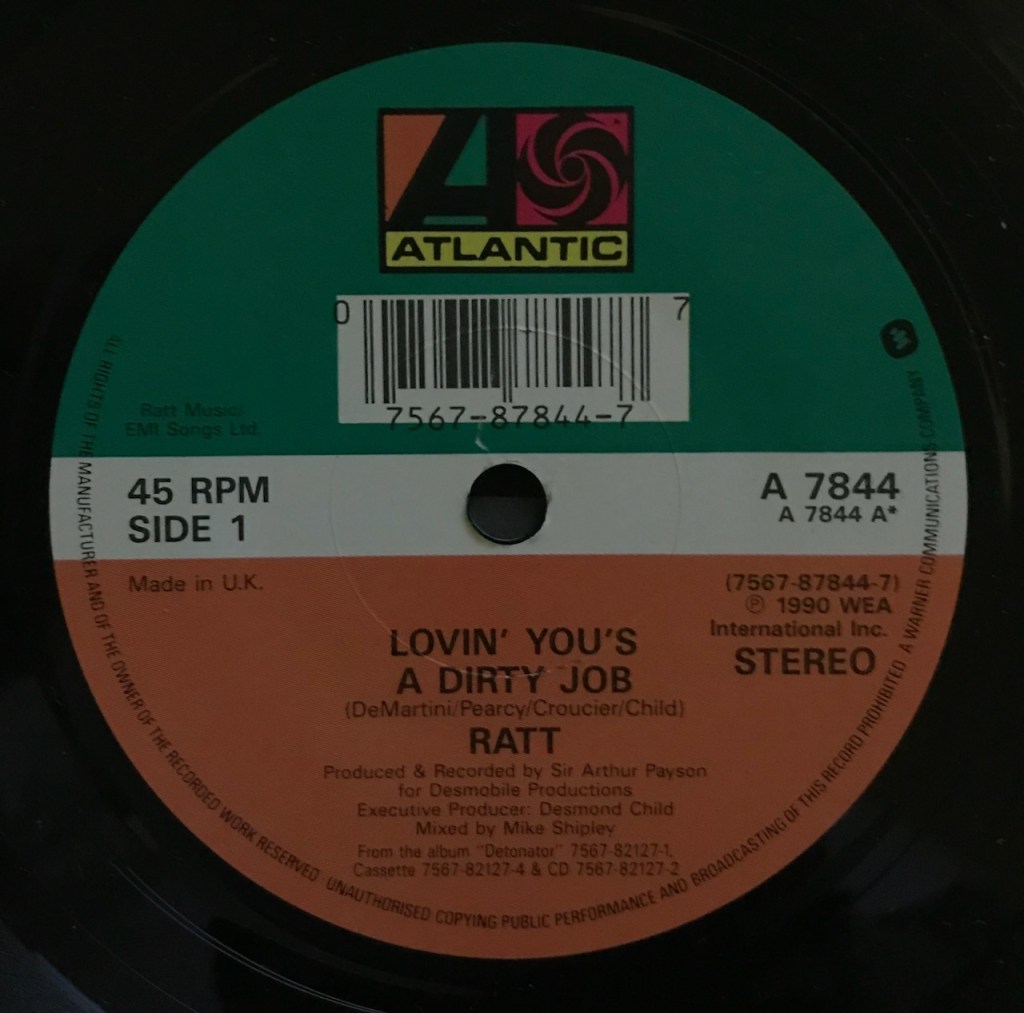 ATLANTIC
0 7
7567-87844-7
Ratt Music/
EMI Songs Ltd.
45 RPM
SIDE 1
A 7844
A 7844 A*
Made in U.K.
(7567-87844-7)
℗ 1990 WEA
International Inc.
STEREO
LOVIN' YOU'S
A DIRTY JOB
(DeMartini/Pearcy/Croucier/Child)
RATT
Produced & Recorded by Sir Arthur Payson
for Desmobile Productions
Executive Producer: Desmond Child
Mixed by Mike Shipley
From the album "Detonator" 7567-82127-1,
Cassette 7567-82127-4 & CD 7567-82127-2
ALL RIGHTS OF THE MANUFACTURER AND OF THE OWNER OF THE RECORDED WORK RESERVED UNAUTHORISED COPYING PUBLIC PERFORMANCE AND BROADCASTING OF THIS RECORD PROHIBITED A WARNER COMMUNICATIONS COMPANY